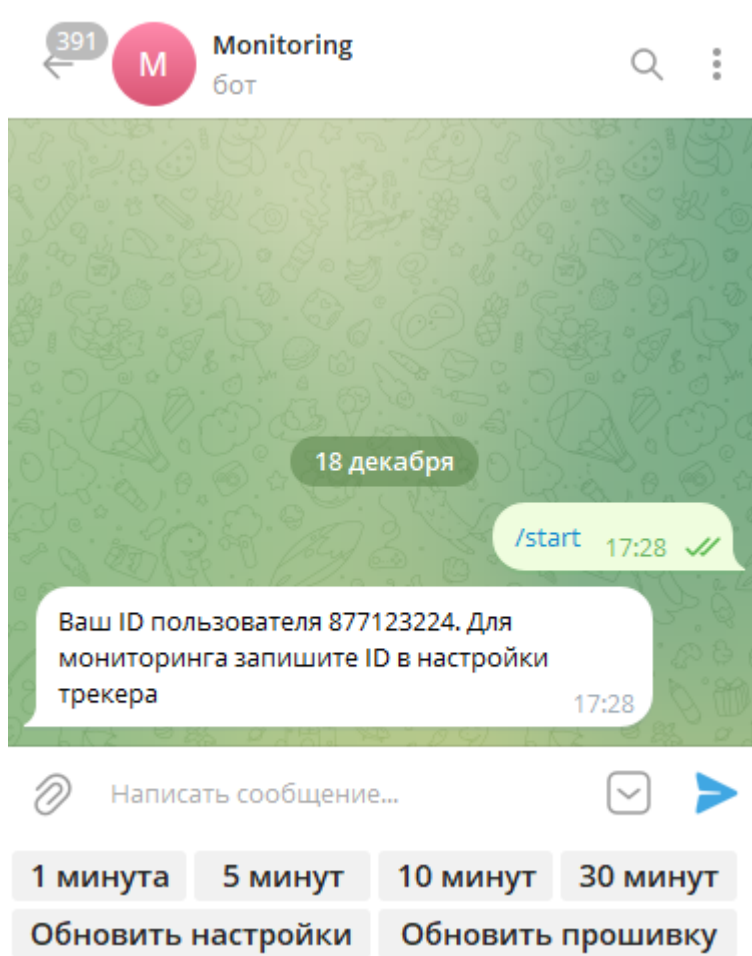 391
M
Monitoring
бот
18 декабря
/start 17:28
Ваш ID пользователя 877123224. Для
мониторинга запишите ID в настройки
трекера
17:28
Написать сообщение...
1 минута 5 минут 10 минут 30 минут
Обновить настройки Обновить прошивку